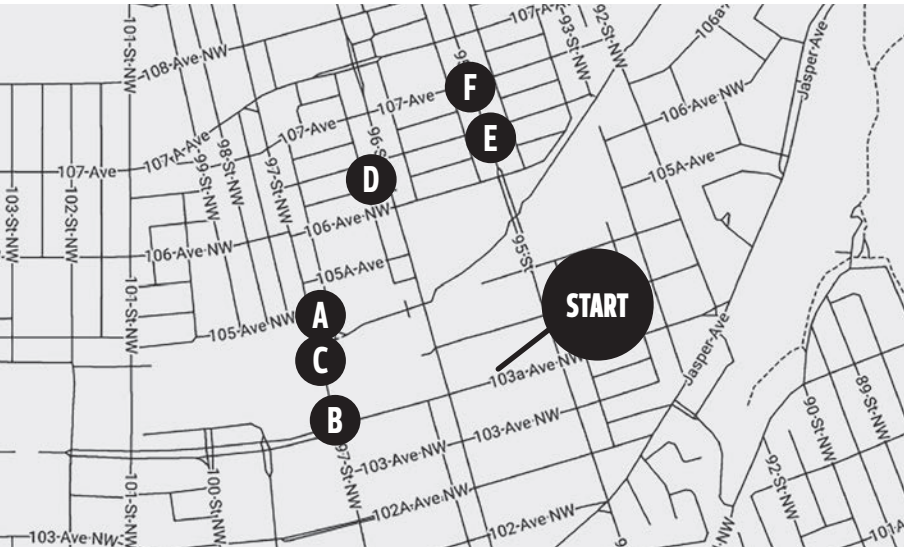 101-St-NW
108-Ave-NW
107-A
93-St-NW
92-St-NW
106a
Jasper Ave
F
107-Ave
E
106-Ave-NW
107-A-Ave
107-Ave
96-S
99-St-NW
98-St-NW
97-St-NW
107-Ave
D
105A-Ave
103-St-NW
102-St-NW
106-Ave-NW
106-Ave-NW
95-St
105A-Ave
101-St-NW
A
START
105-Ave-NW
C
Jasper-Ave
103a-Ave-NW
B
90-St-NW
89-St-NW
103-Ave-NW
103-Ave-NW
97-St-NW
92-St-NW
101-St-NW
100-St-NW
102A-Ave-NW
102-Ave-NW
103-Ave-NW
NW
101-A